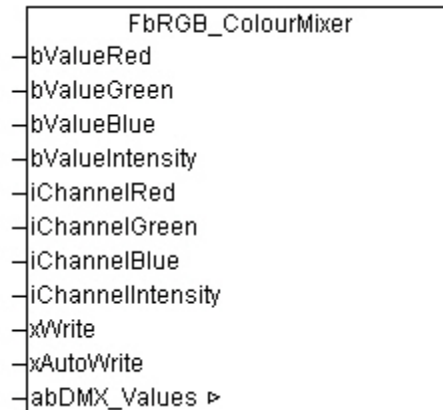 FbRGB_ColourMixer
bValueRed
bValueGreen
bValueBlue
bValueIntensity
iChannelRed
iChannelGreen
iChannelBlue
iChannelIntensity
xWrite
xAutoWrite
abDMX_Values ▹